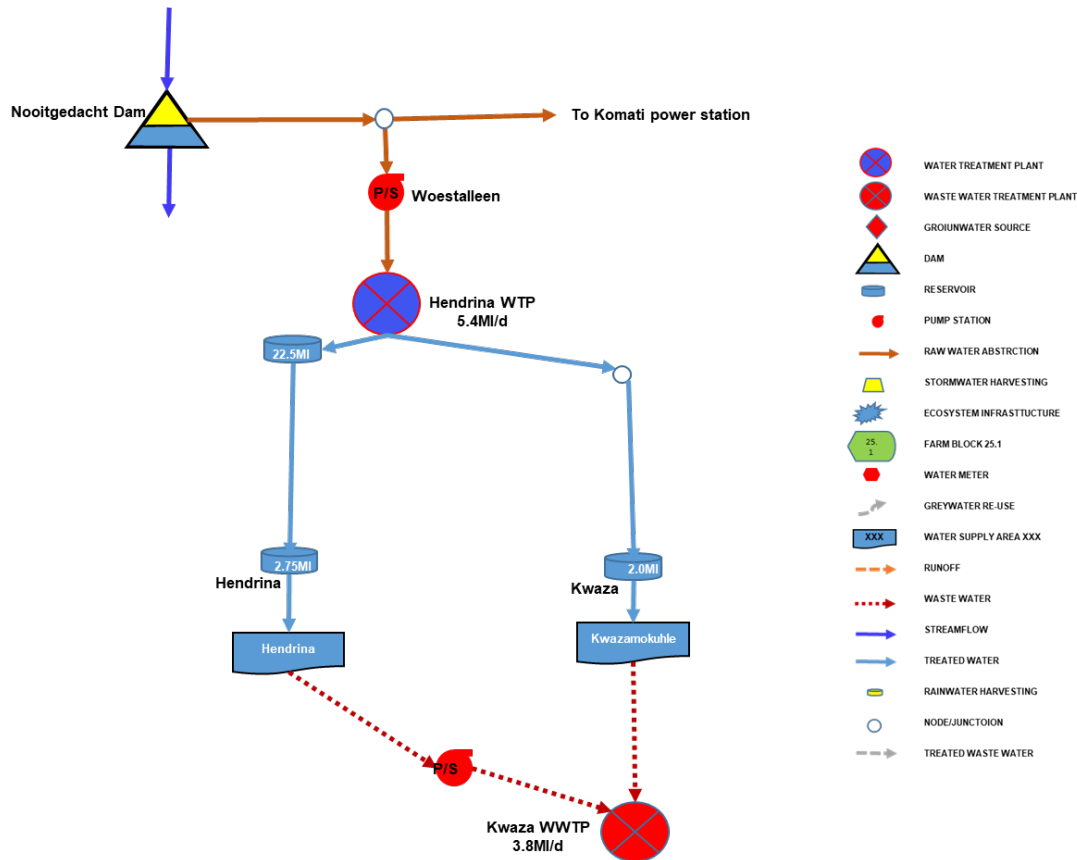 Nooitgedacht Dam
To Komati power station
P/S
Woestalleen
Hendrina WTP
5.4Ml/d
22.5Ml
2.75Ml
Hendrina
2.0Ml
Kwaza
Hendrina
Kwazamokuhle
P/S
Kwaza WWTP
3.8Ml/d
WATER TREATMENT PLANT
WASTE WATER TREATMENT PLANT
GROIUNWATER SOURCE
DAM
RESERVOIR
PUMP STATION
RAW WATER ABSTRCTION
STORMWATER HARVESTING
ECOSYSTEM INFRASTTUCTURE
25.
1
FARM BLOCK 25.1
WATER METER
GREYWATER RE-USE
XXX
WATER SUPPLY AREA XXX
RUNOFF
WASTE WATER
STREAMFLOW
TREATED WATER
RAINWATER HARVESTING
NODE/JUNCTOION
TREATED WASTE WATER